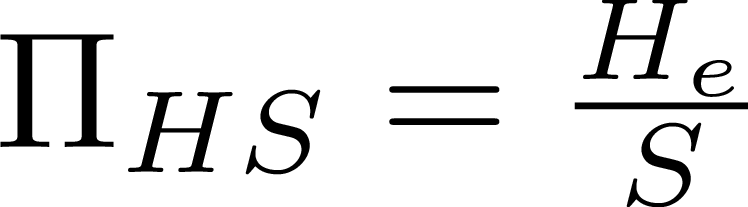 Π_{HS} = \frac{H_e}{S}